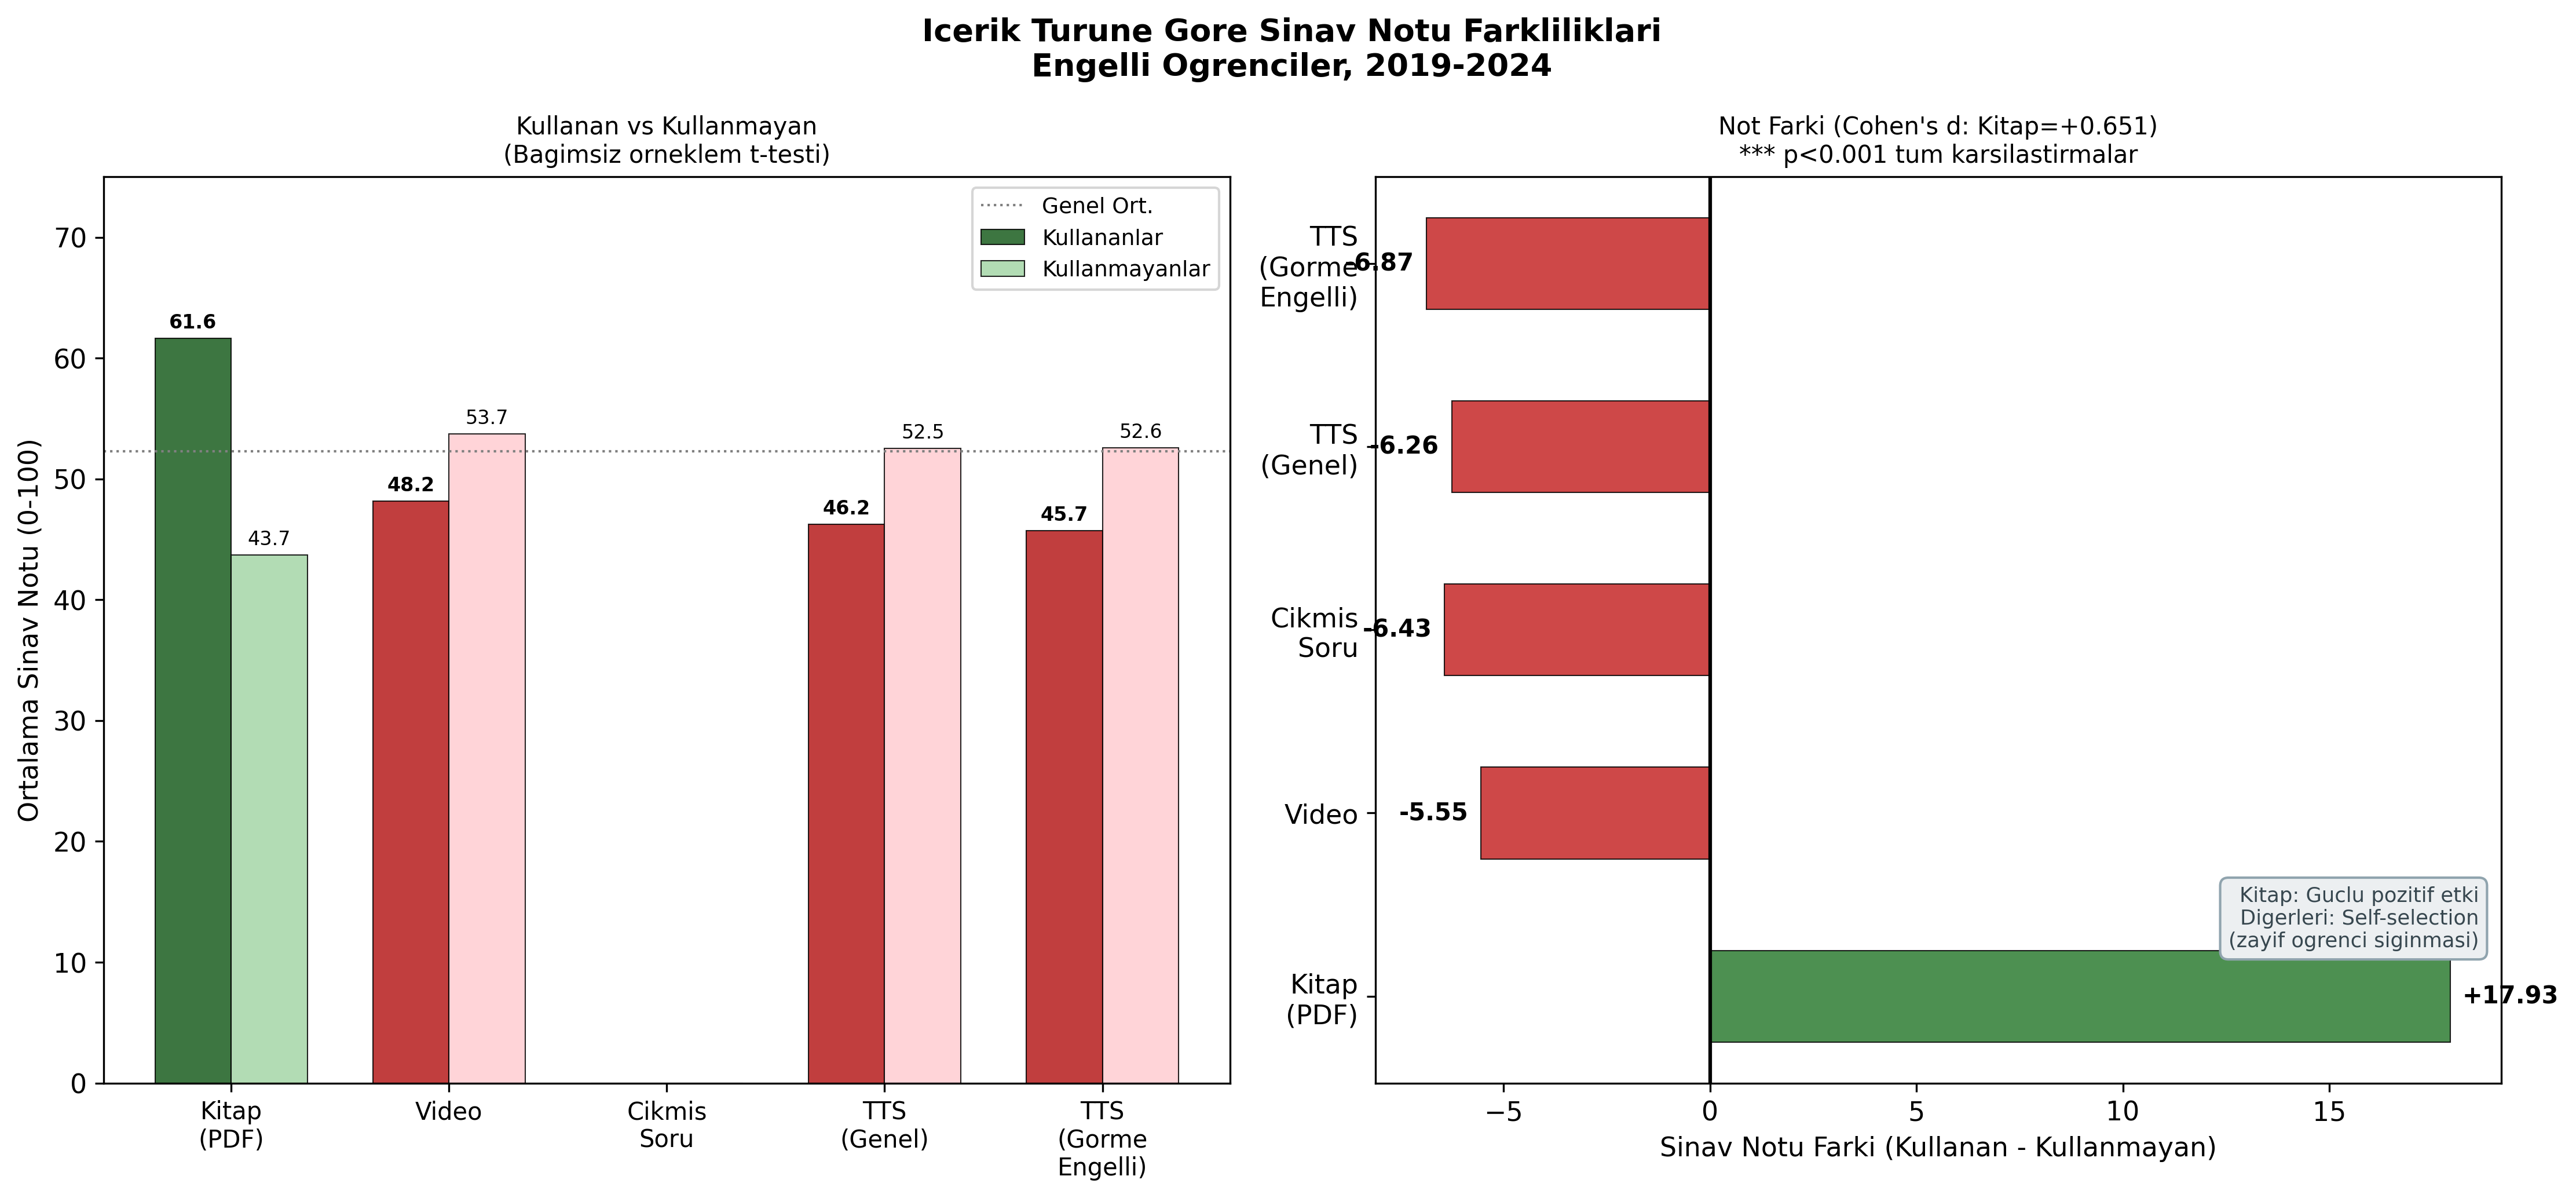 Icerik Turune Gore Sinav Notu Farkliliklari
Engelli Ogrenciler, 2019-2024
Kullanan vs Kullanmayan
(Bagimsiz orneklem t-testi)
Ortalama Sinav Notu (0-100)
70
60
50
40
30
20
10
0
Genel Ort.
Kullananlar
Kullanmayanlar
61.6
43.7
48.2
53.7
46.2
52.5
45.7
52.6
Kitap
(PDF)
Video
Cikmis
Soru
TTS
(Genel)
TTS
(Gorme
Engelli)
Not Farki (Cohen's d: Kitap=+0.651)
*** p<0.001 tum karsilastirmalar
TTS
(Gorme
Engelli)
-6.87
TTS
(Genel)
-6.26
Cikmis
Soru
-6.43
Video
-5.55
Kitap: Guclu pozitif etki
Digerleri: Self-selection
(zayif ogrenci siginmasi)
Kitap
(PDF)
+17.93
−5
0
5
10
15
Sinav Notu Farki (Kullanan - Kullanmayan)